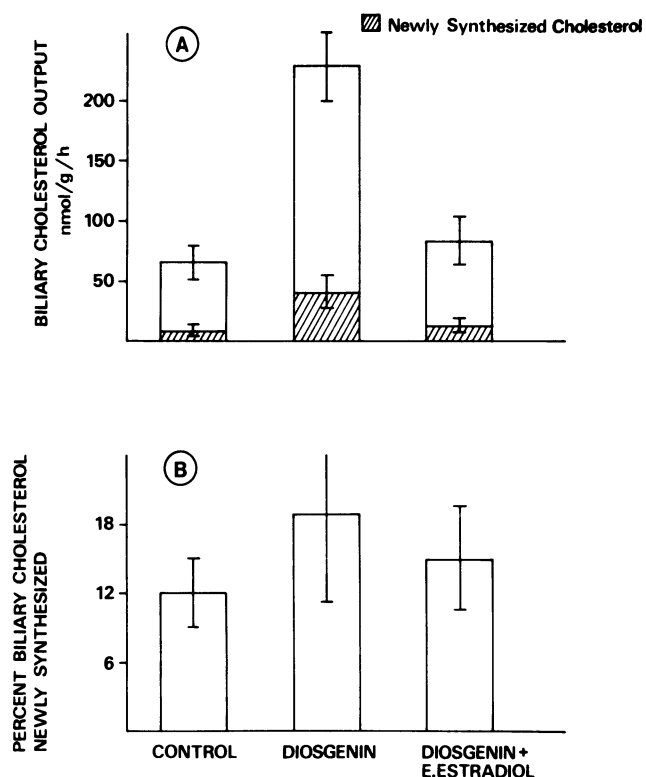 Newly Synthesized Cholesterol
A
BILIARY CHOLESTEROL OUTPUT
nmol/g/h
200
150
100
50
B
PERCENT BILIARY CHOLESTEROL
NEWLY SYNTHESIZED
18
12
6
CONTROL
DIOSGENIN
DIOSGENIN +
E.ESTRADIOL